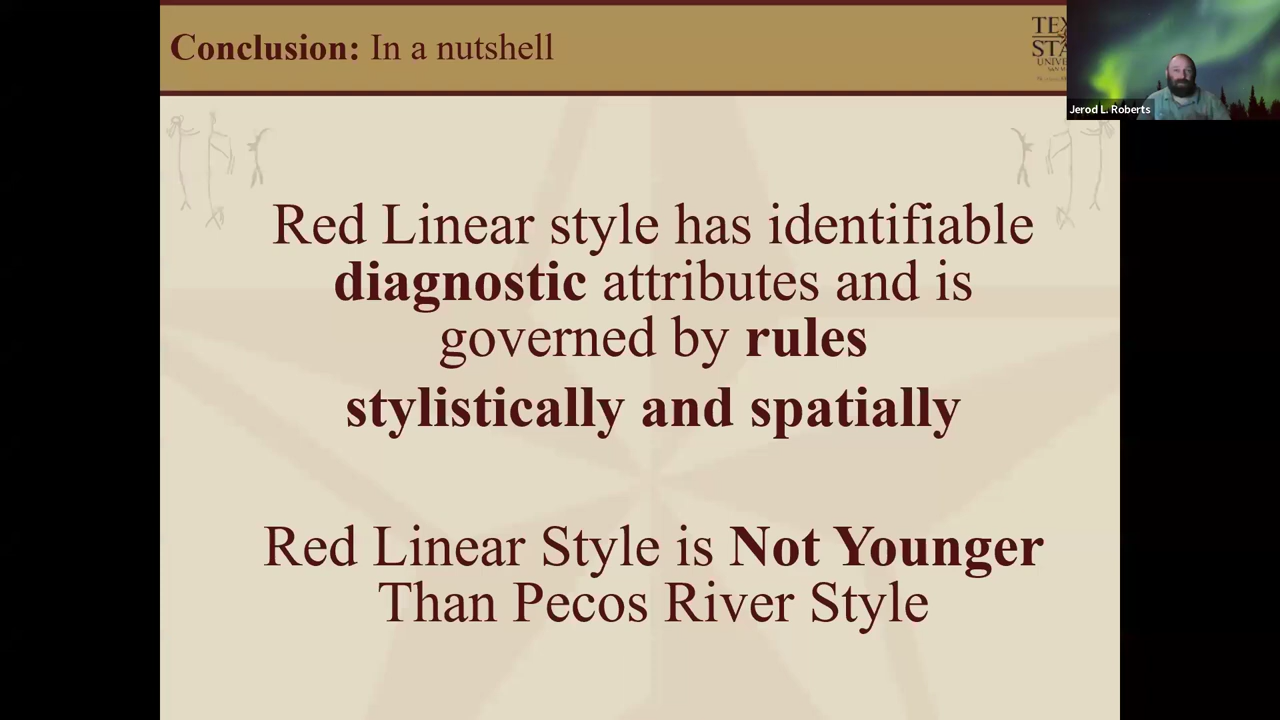 Conclusion: In a nutshell
Jerod L. Roberts
Red Linear style has identifiable
diagnostic attributes and is
governed by rules
stylistically and spatially
Red Linear Style is Not Younger
Than Pecos River Style